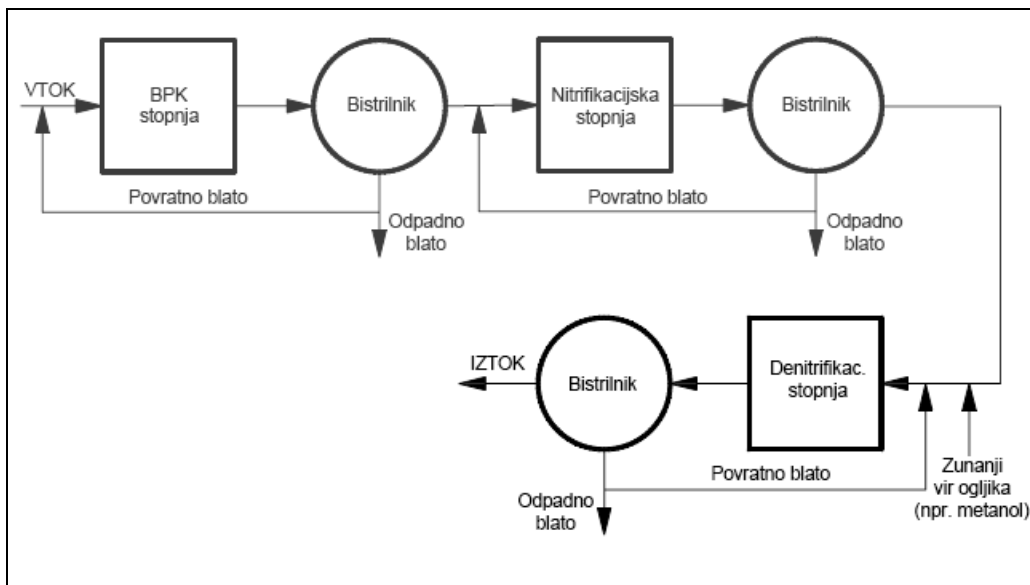 VTOK
BPK
stopnja
Bistrilnik
Nitrifikacijska
stopnja
Bistrilnik
Povratno blato
Odpadno
blato
Povratno blato
Odpadno
blato
IZTOK
Bistrilnik
Denitrifikac.
stopnja
Povratno blato
Odpadno
blato
Zunanji
vir ogljika
(npr. metanol)